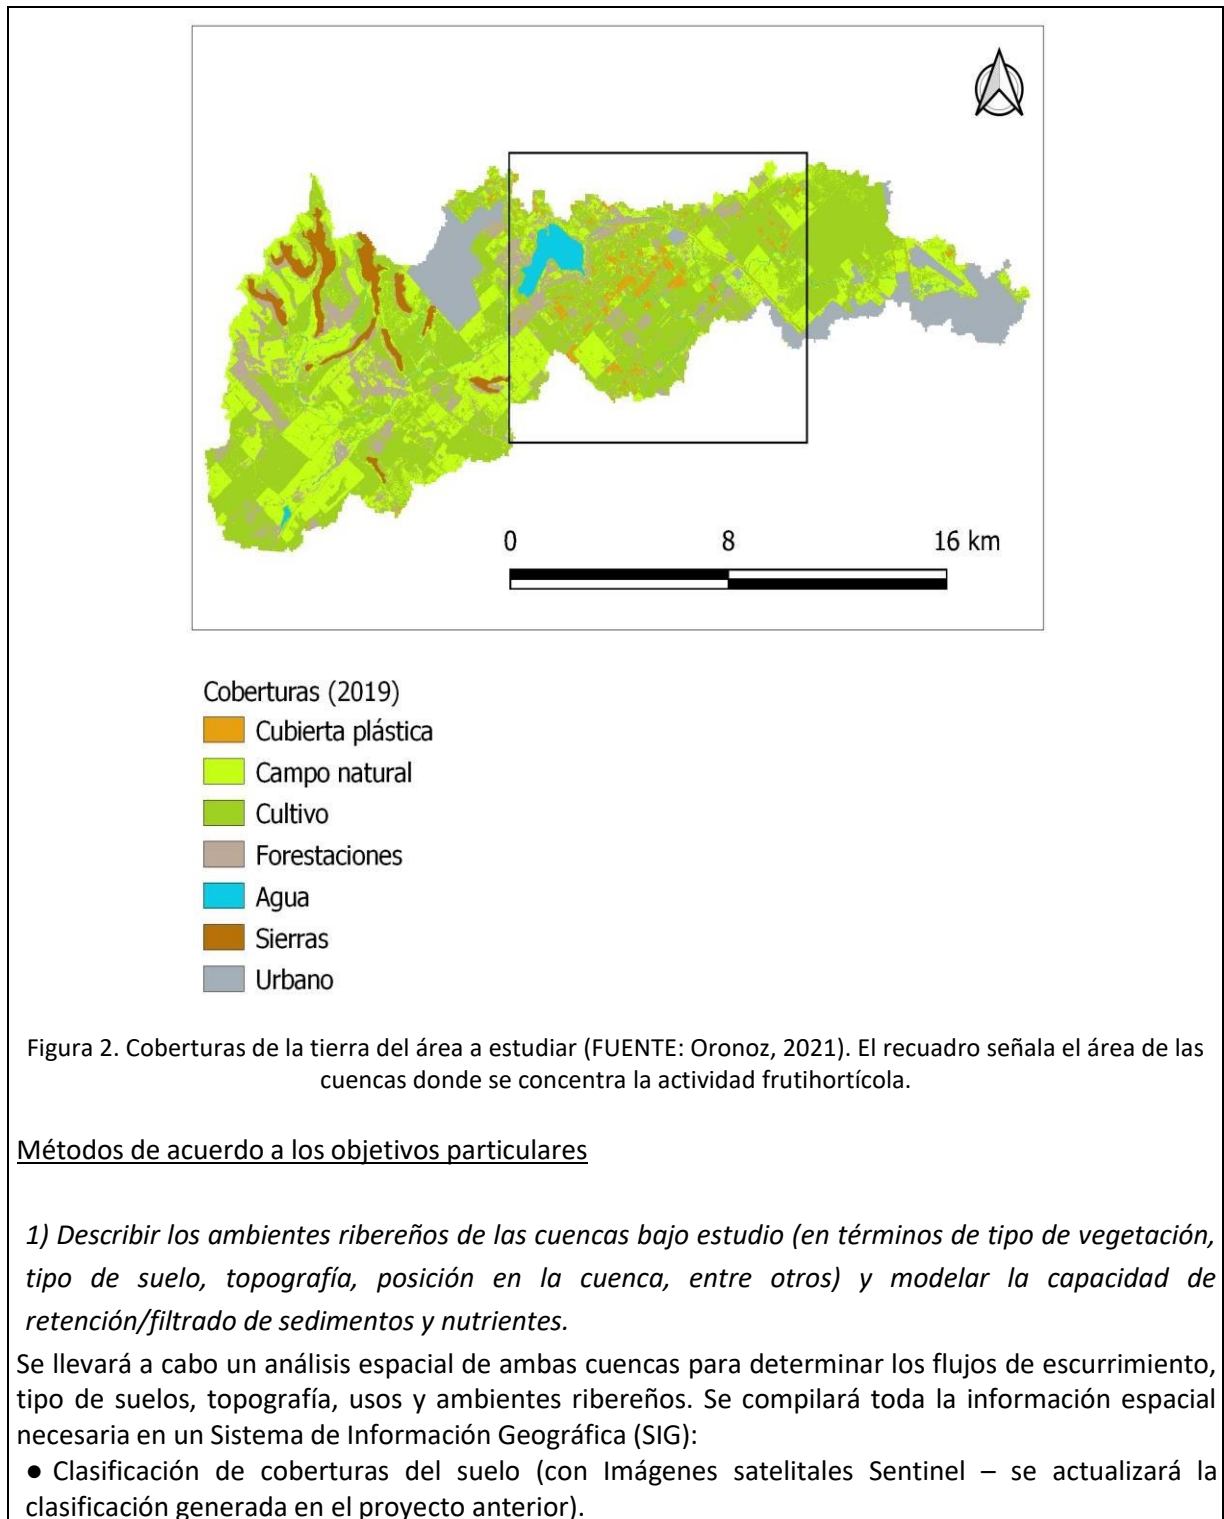 0 8 16 km
Coberturas (2019)
Cubierta plástica
Campo natural
Cultivo
Forestaciones
Agua
Sierras
Urbano
Figura 2. Coberturas de la tierra del área a estudiar (FUENTE: Oronoz, 2021). El recuadro señala el área de las
cuencas donde se concentra la actividad frutihortícola.
Métodos de acuerdo a los objetivos particulares
1) Describir los ambientes ribereños de las cuencas bajo estudio (en términos de tipo de vegetación,
tipo de suelo, topografía, posición en la cuenca, entre otros) y modelar la capacidad de
retención/filtrado de sedimentos y nutrientes.
Se llevará a cabo un análisis espacial de ambas cuencas para determinar los flujos de escurrimiento,
tipo de suelos, topografía, usos y ambientes ribereños. Se compilará toda la información espacial
necesaria en un Sistema de Información Geográfica (SIG):
● Clasificación de coberturas del suelo (con Imágenes satelitales Sentinel – se actualizará la
clasificación generada en el proyecto anterior).